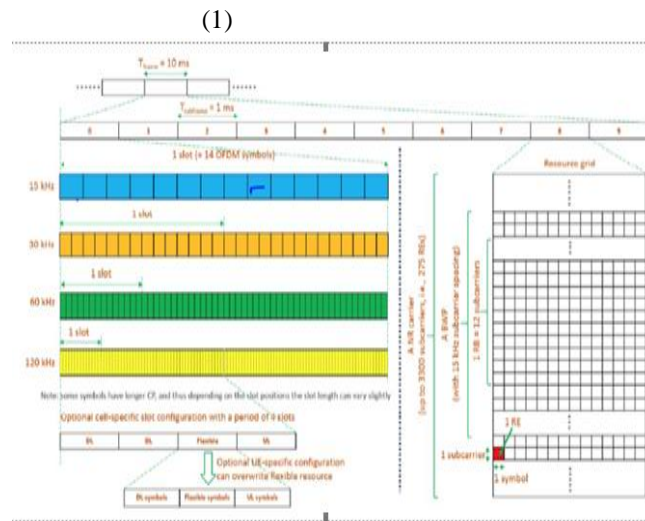 (1)
T_frame = 10 ms
T_subframe = 1 ms
0 1 2 3 4 5 6 7 8 9
1 slot (= 14 OFDM symbols)
Resource grid
15 kHz
1 slot
30 kHz
1 slot
60 kHz
1 slot
120 kHz
Note: some symbols have longer CP, and thus depending on the slot positions the slot length can vary slightly
Optional cell-specific slot configuration with a period of slots
DL DL Flexible UL
Optional UE-specific configuration
can overwrite flexible resource
DL symbols Flexible symbols UL symbols
A NR carrier
(up to 3300 subcarriers, i.e., 275 RBs)
A BWP
(with 15 kHz subcarrier spacing)
1 RB = 12 subcarriers
1 RE
1 subcarrier
1 symbol